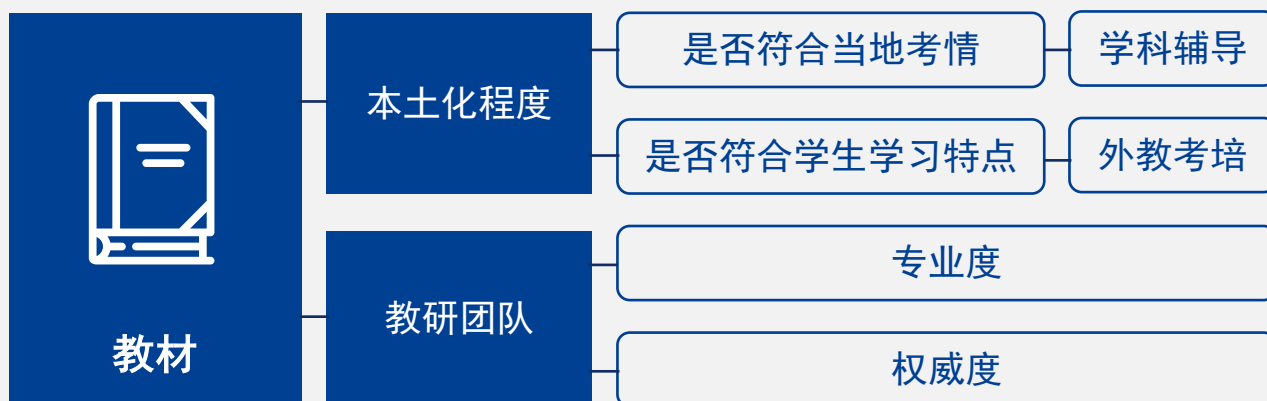 教材
本土化程度
是否符合当地考情
学科辅导
是否符合学生学习特点
外教考培
教研团队
专业度
权威度